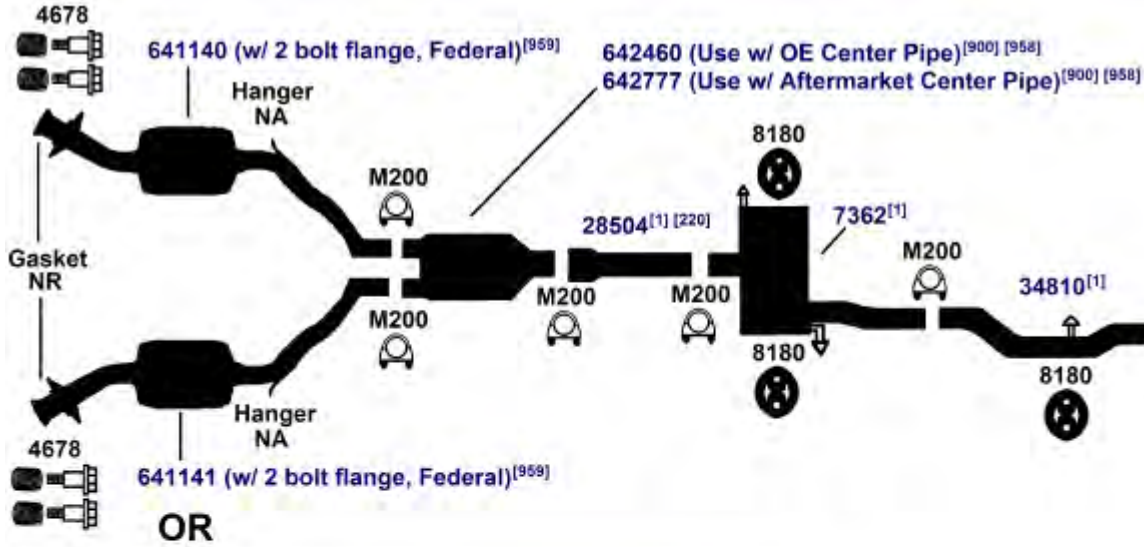 4678
641140 (w/ 2 bolt flange, Federal)[959]
642460 (Use w/ OE Center Pipe)[900] [958]
642777 (Use w/ Aftermarket Center Pipe)[900] [958]
Hanger
NA
8180
M200
28504[1] [220]
7362[1]
M200
Gasket
NR
34810[1]
M200
M200
M200
8180
8180
Hanger
NA
4678
641141 (w/ 2 bolt flange, Federal)[959]
OR